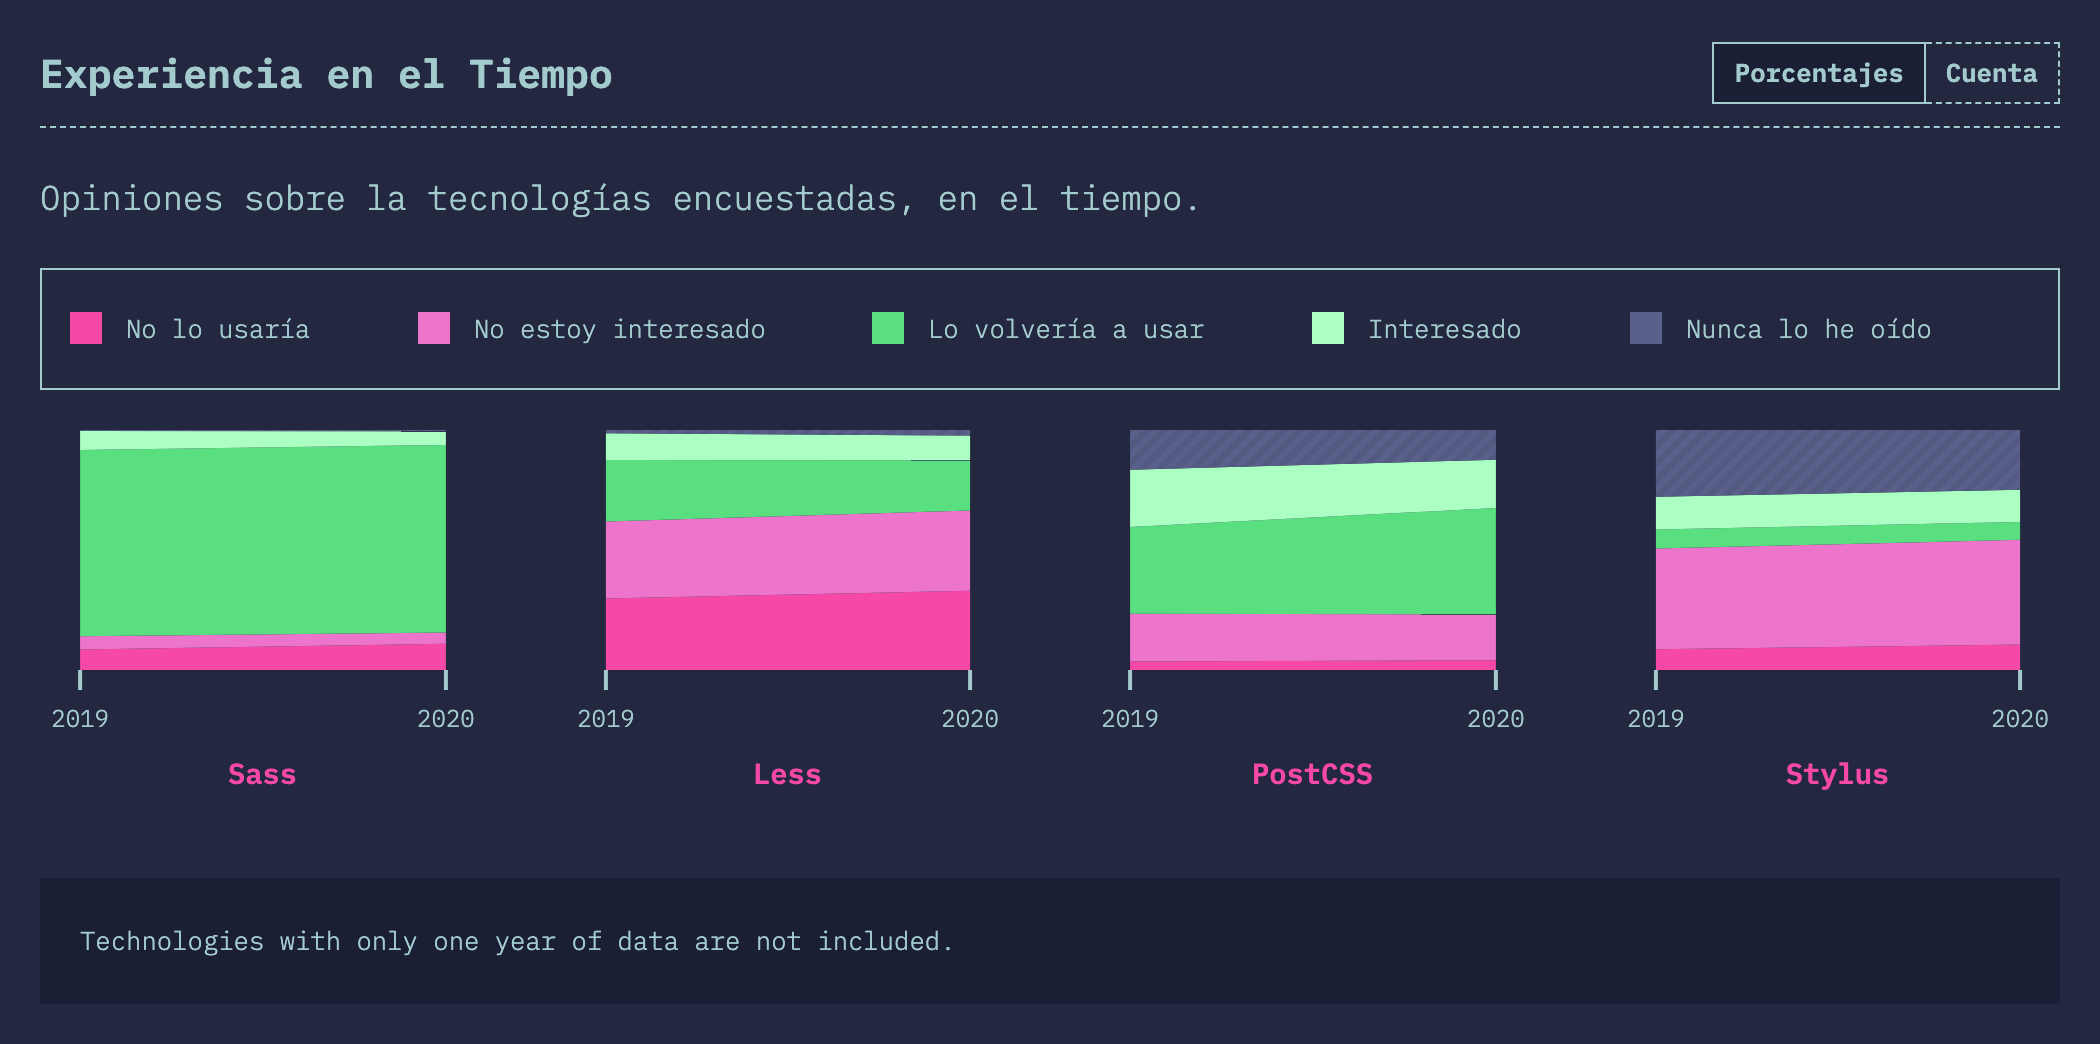 Experiencia en el Tiempo
Porcentajes Cuenta
Opiniones sobre la tecnologías encuestadas, en el tiempo.
No lo usaría No estoy interesado Lo volvería a usar Interesado Nunca lo he oído
2019 2020 2019 2020 2019 2020 2019 2020
Sass Less PostCSS Stylus
Technologies with only one year of data are not included.